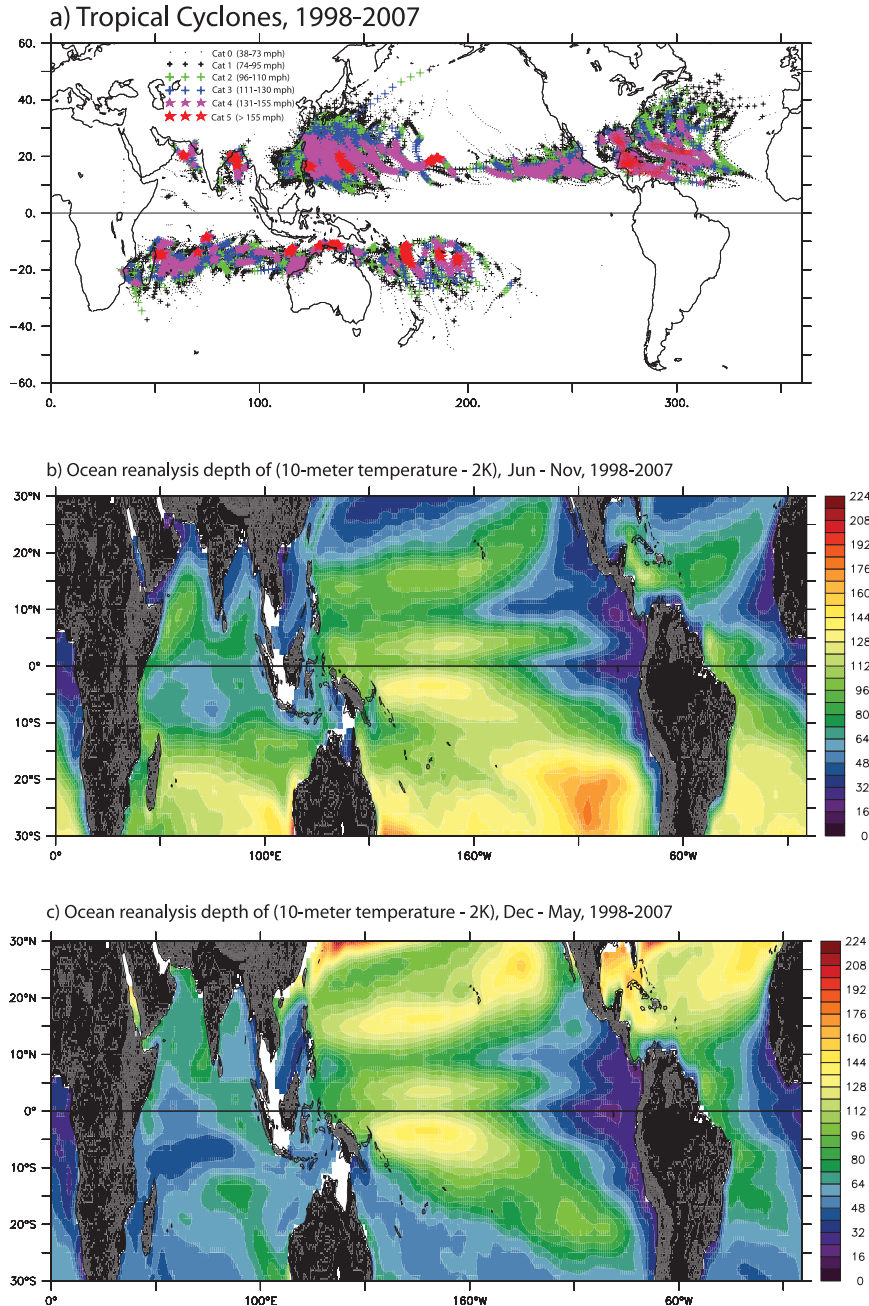 a) Tropical Cyclones, 1998-2007
60.
40.
20.
0.
-20.
-40.
-60.
Cat 0 (38-73 mph)
Cat 1 (74-95 mph)
Cat 2 (96-110 mph)
Cat 3 (111-130 mph)
Cat 4 (131-155 mph)
Cat 5 (> 155 mph)
0. 100. 200. 300.
b) Ocean reanalysis depth of (10-meter temperature - 2K), Jun - Nov, 1998-2007
30°N
20°N
10°N
0°
10°S
20°S
30°S
0° 100°E 160°W 60°W
224
208
192
176
160
144
128
112
96
80
64
48
32
16
0
c) Ocean reanalysis depth of (10-meter temperature - 2K), Dec - May, 1998-2007
30°N
20°N
10°N
0°
10°S
20°S
30°S
0° 100°E 160°W 60°W
224
208
192
176
160
144
128
112
96
80
64
48
32
16
0